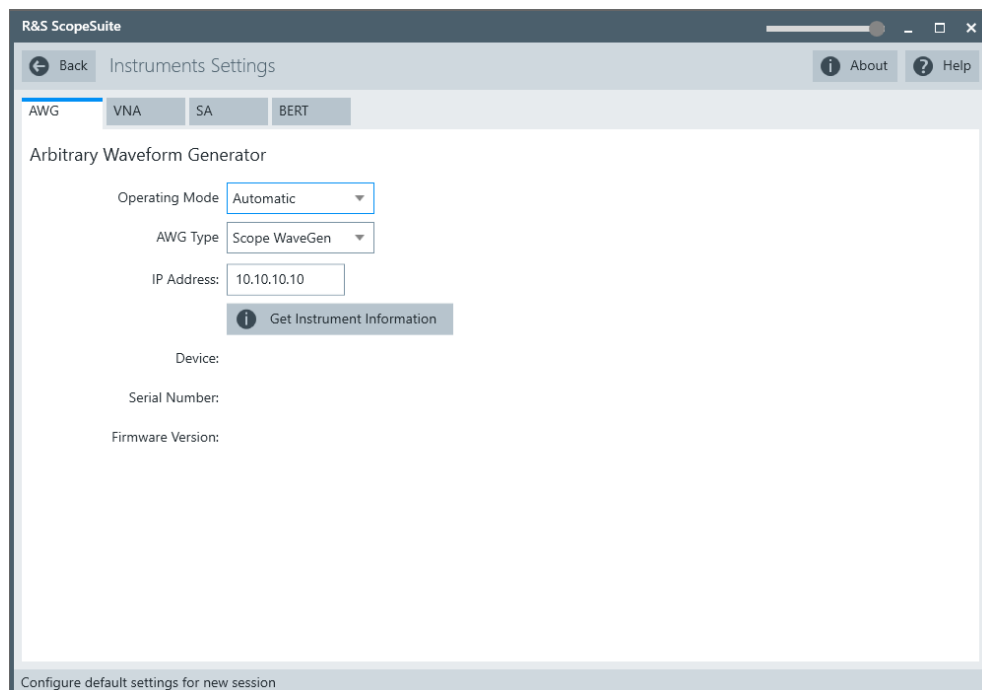 R&S ScopeSuite
Back Instruments Settings About Help
AWG VNA SA BERT
Arbitrary Waveform Generator
Operating Mode Automatic
AWG Type Scope WaveGen
IP Address: 10.10.10.10
Get Instrument Information
Device:
Serial Number:
Firmware Version:
Configure default settings for new session